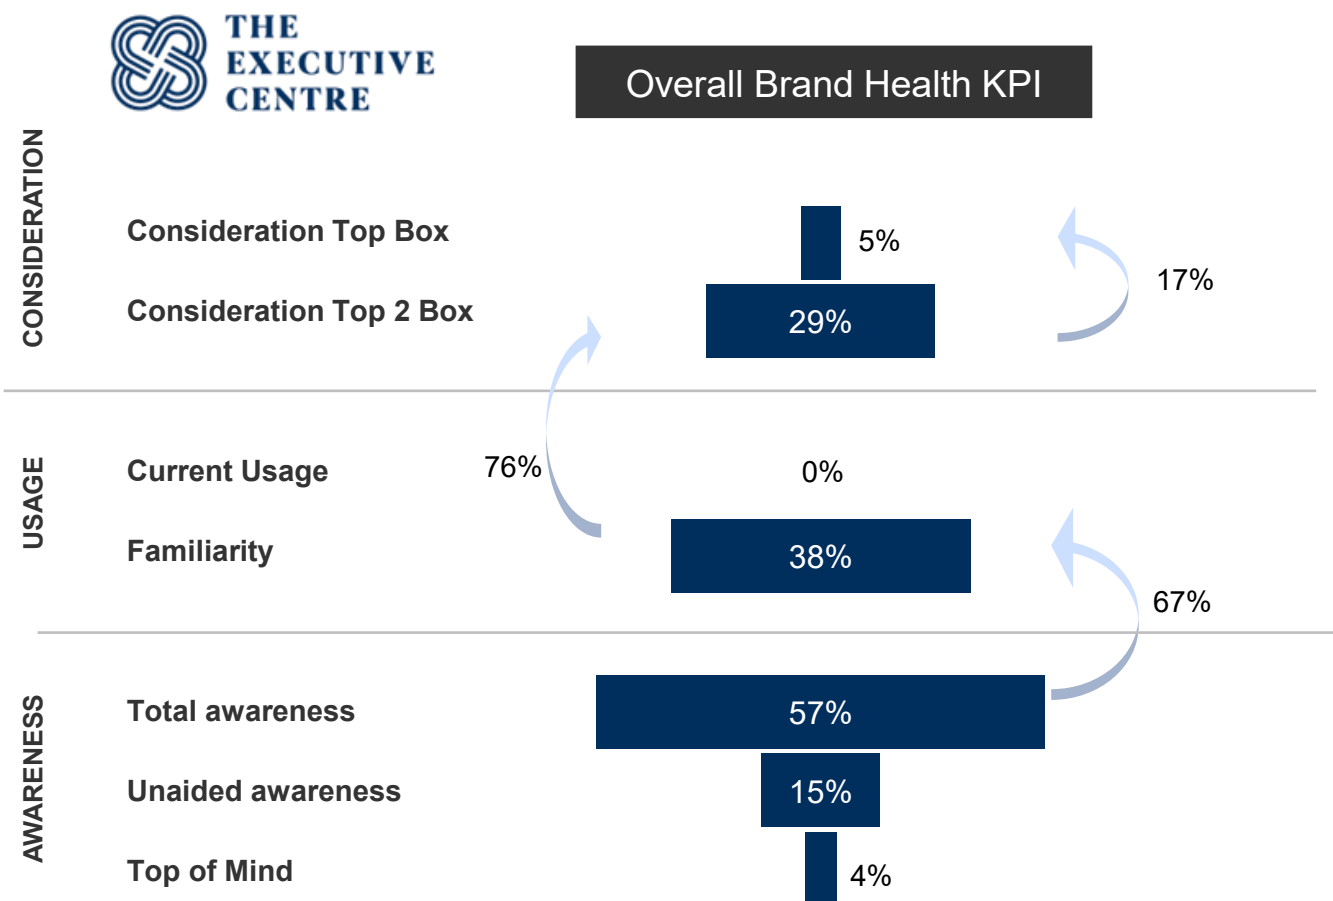 THE
EXECUTIVE
CENTRE
Overall Brand Health KPI
CONSIDERATION
Consideration Top Box
5%
17%
Consideration Top 2 Box
29%
USAGE
Current Usage
76%
0%
Familiarity
38%
67%
AWARENESS
Total awareness
57%
Unaided awareness
15%
Top of Mind
4%